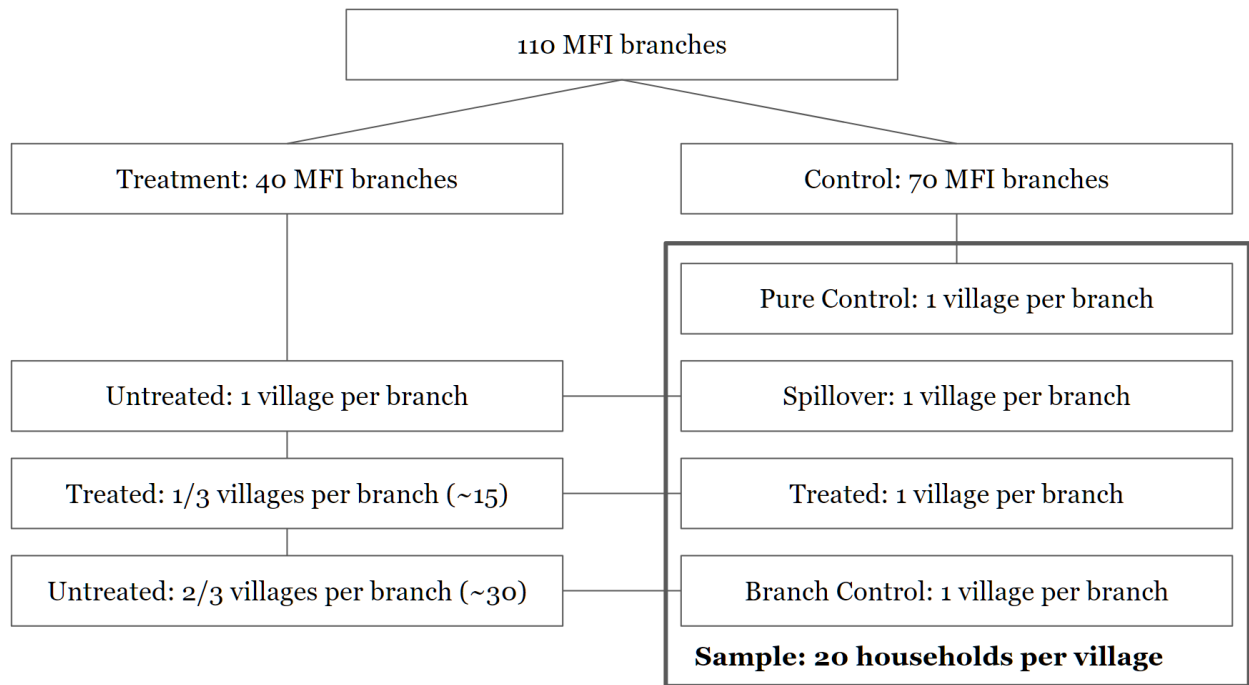 110 MFI branches
Treatment: 40 MFI branches
Control: 70 MFI branches
Pure Control: 1 village per branch
Untreated: 1 village per branch
Spillover: 1 village per branch
Treated: 1/3 villages per branch (~15)
Treated: 1 village per branch
Untreated: 2/3 villages per branch (~30)
Branch Control: 1 village per branch
Sample: 20 households per village